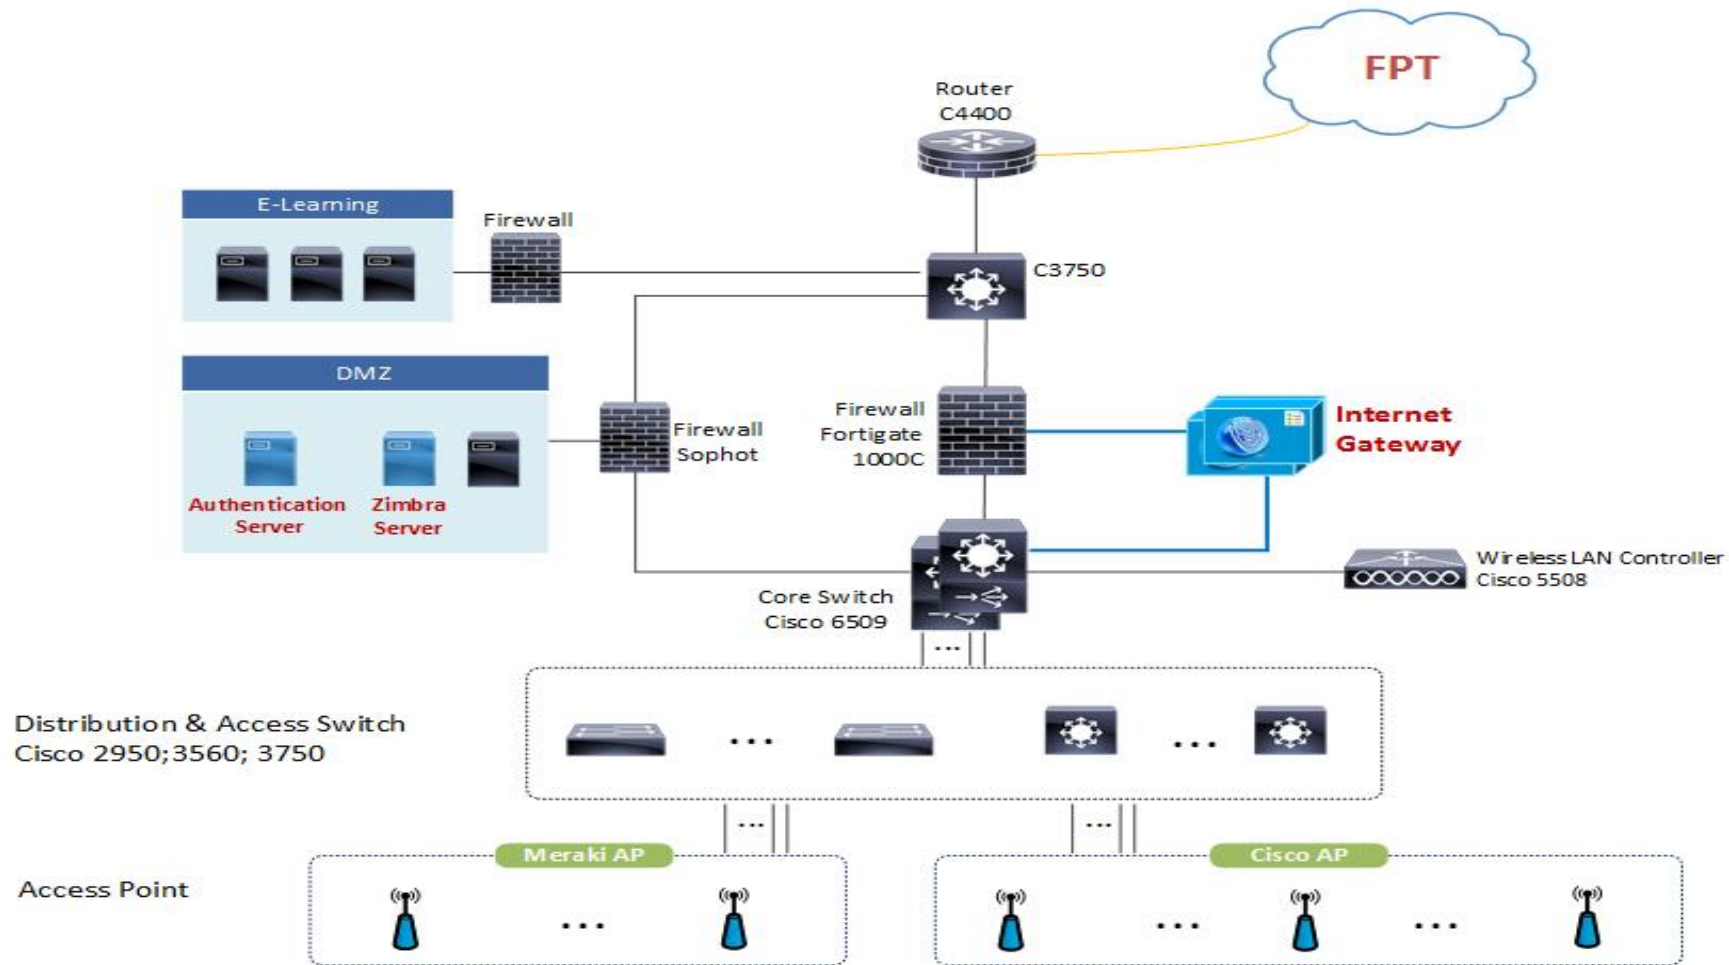 FPT
Router
C4400
E-Learning
Firewall
C3750
DMZ
Firewall
Sophot
Firewall
Fortigate
1000C
Internet
Gateway
Authentication
Server
Zimbra
Server
Core Switch
Cisco 6509
Wireless LAN Controller
Cisco 5508
...
Distribution & Access Switch
Cisco 2950;3560; 3750
...
...
...
...
Meraki AP
Cisco AP
Access Point
...
...
...